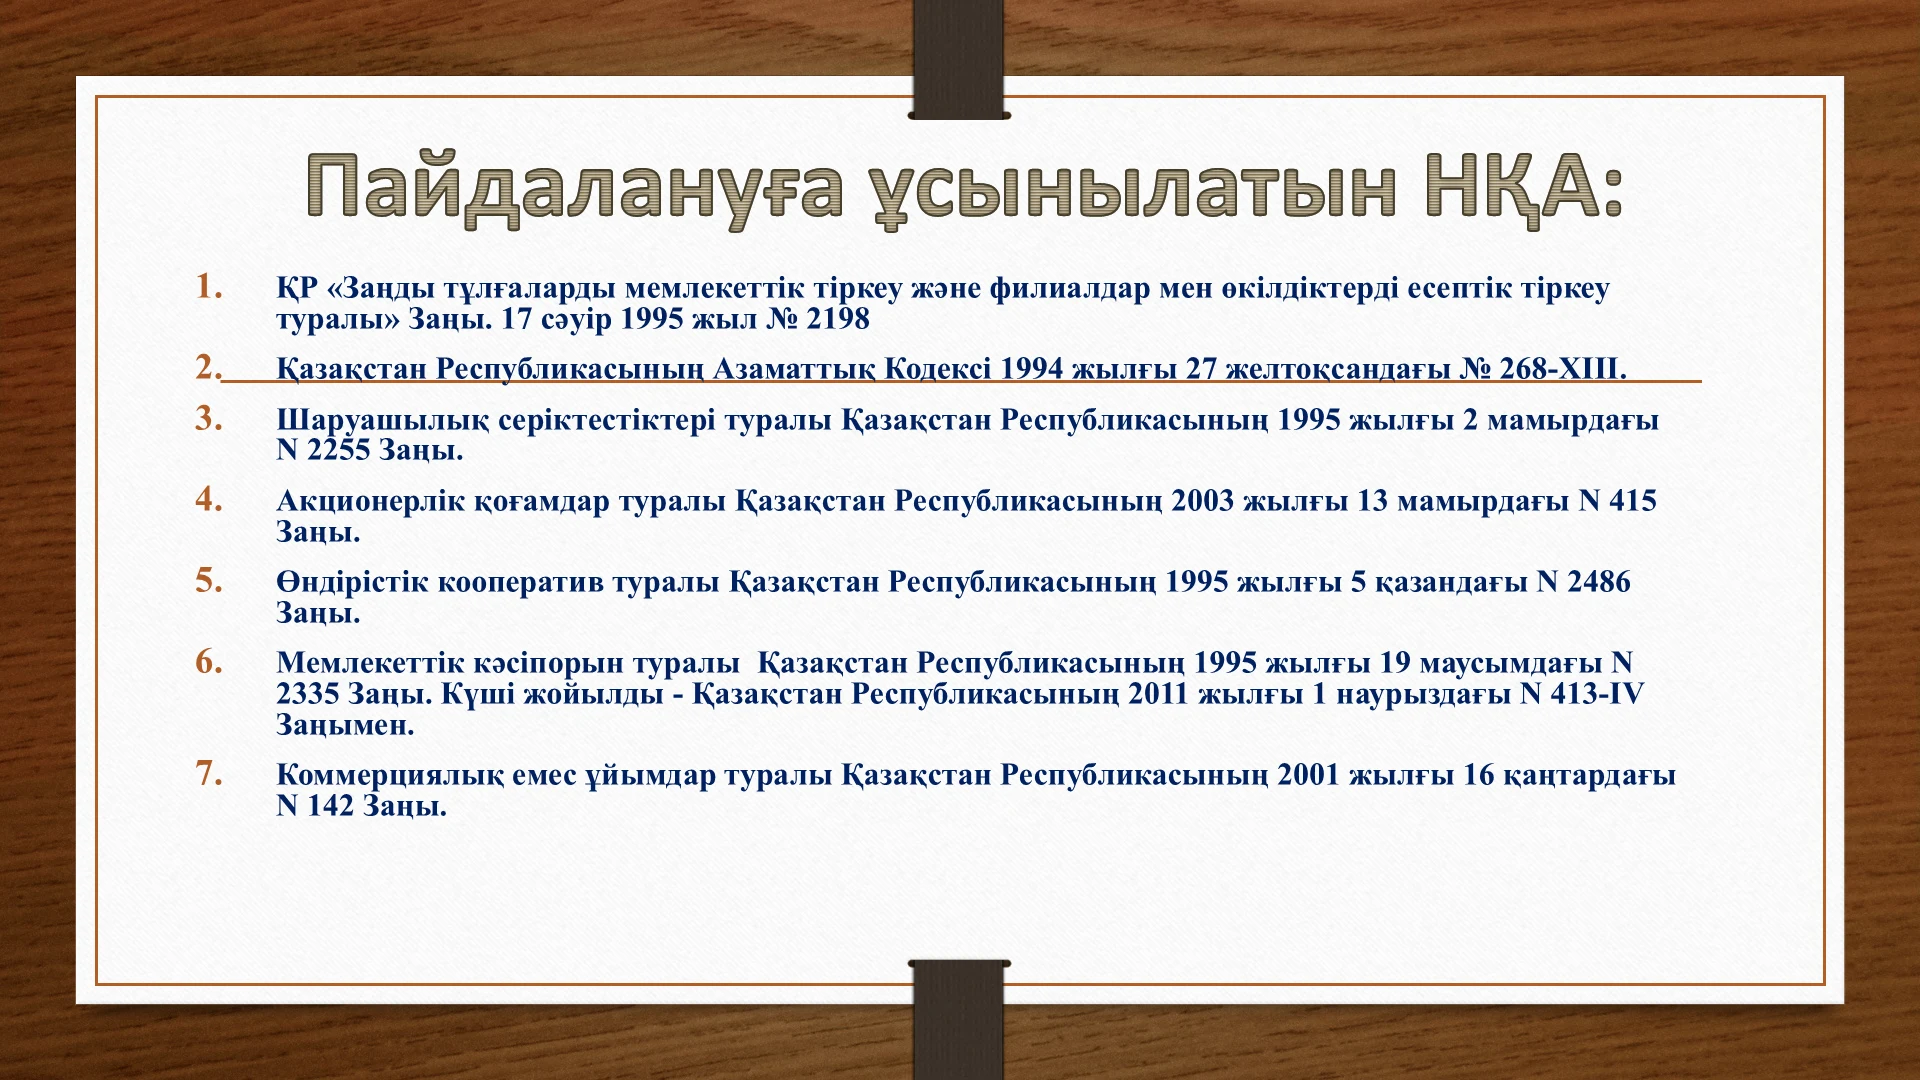 Пайдалануға ұсынылатын НҚА:
1. ҚР «Заңды тұлғаларды мемлекеттік тіркеу және филиалдар мен өкілдіктерді есептік тіркеу
туралы» Заңы. 17 сәуір 1995 жыл № 2198
2. Қазақстан Республикасының Азаматтық Кодексі 1994 жылғы 27 желтоқсандағы № 268-XIII.
3. Шаруашылық серіктестіктері туралы Қазақстан Республикасының 1995 жылғы 2 мамырдағы
N 2255 Заңы.
4. Акционерлік қоғамдар туралы Қазақстан Республикасының 2003 жылғы 13 мамырдағы N 415
Заңы.
5. Өндірістік кооператив туралы Қазақстан Республикасының 1995 жылғы 5 қазандағы N 2486
Заңы.
6. Мемлекеттік кәсіпорын туралы  Қазақстан Республикасының 1995 жылғы 19 маусымдағы N
2335 Заңы. Күші жойылды - Қазақстан Республикасының 2011 жылғы 1 наурыздағы N 413-IV
Заңымен.
7. Коммерциялық емес ұйымдар туралы Қазақстан Республикасының 2001 жылғы 16 қаңтардағы
N 142 Заңы.